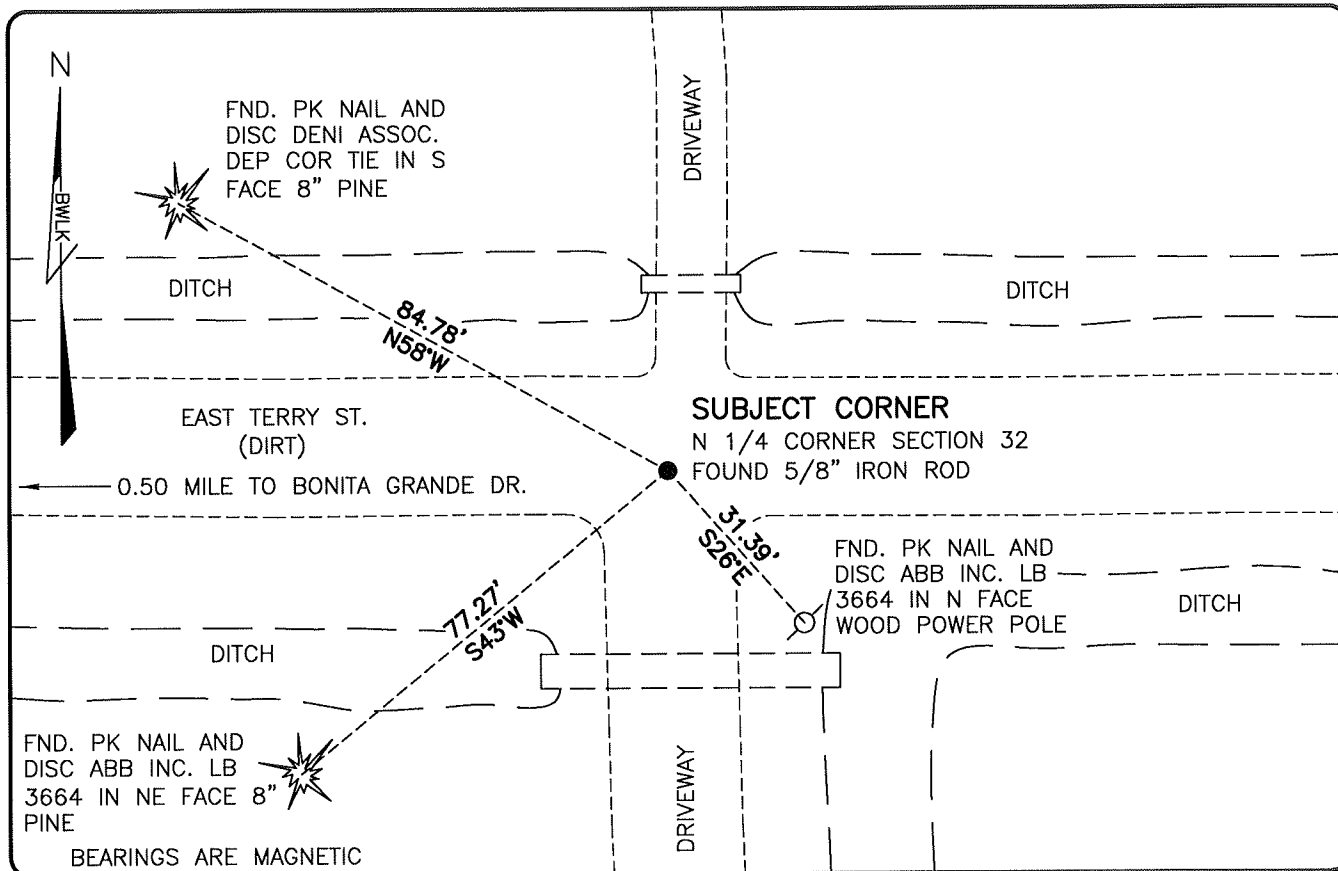 N
BWLK
FND. PK NAIL AND
DISC DENI ASSOC.
DEP COR TIE IN S
FACE 8" PINE
DRIVEWAY
DITCH
DITCH
84.78'
N58°W
EAST TERRY ST.
(DIRT)
0.50 MILE TO BONITA GRANDE DR.
SUBJECT CORNER
N 1/4 CORNER SECTION 32
FOUND 5/8" IRON ROD
31.39'
S26°E
FND. PK NAIL AND
DISC ABB INC. LB
3664 IN N FACE
WOOD POWER POLE
DITCH
77.27'
S43°W
DITCH
FND. PK NAIL AND
DISC ABB INC. LB
3664 IN NE FACE 8"
PINE
DRIVEWAY
BEARINGS ARE MAGNETIC